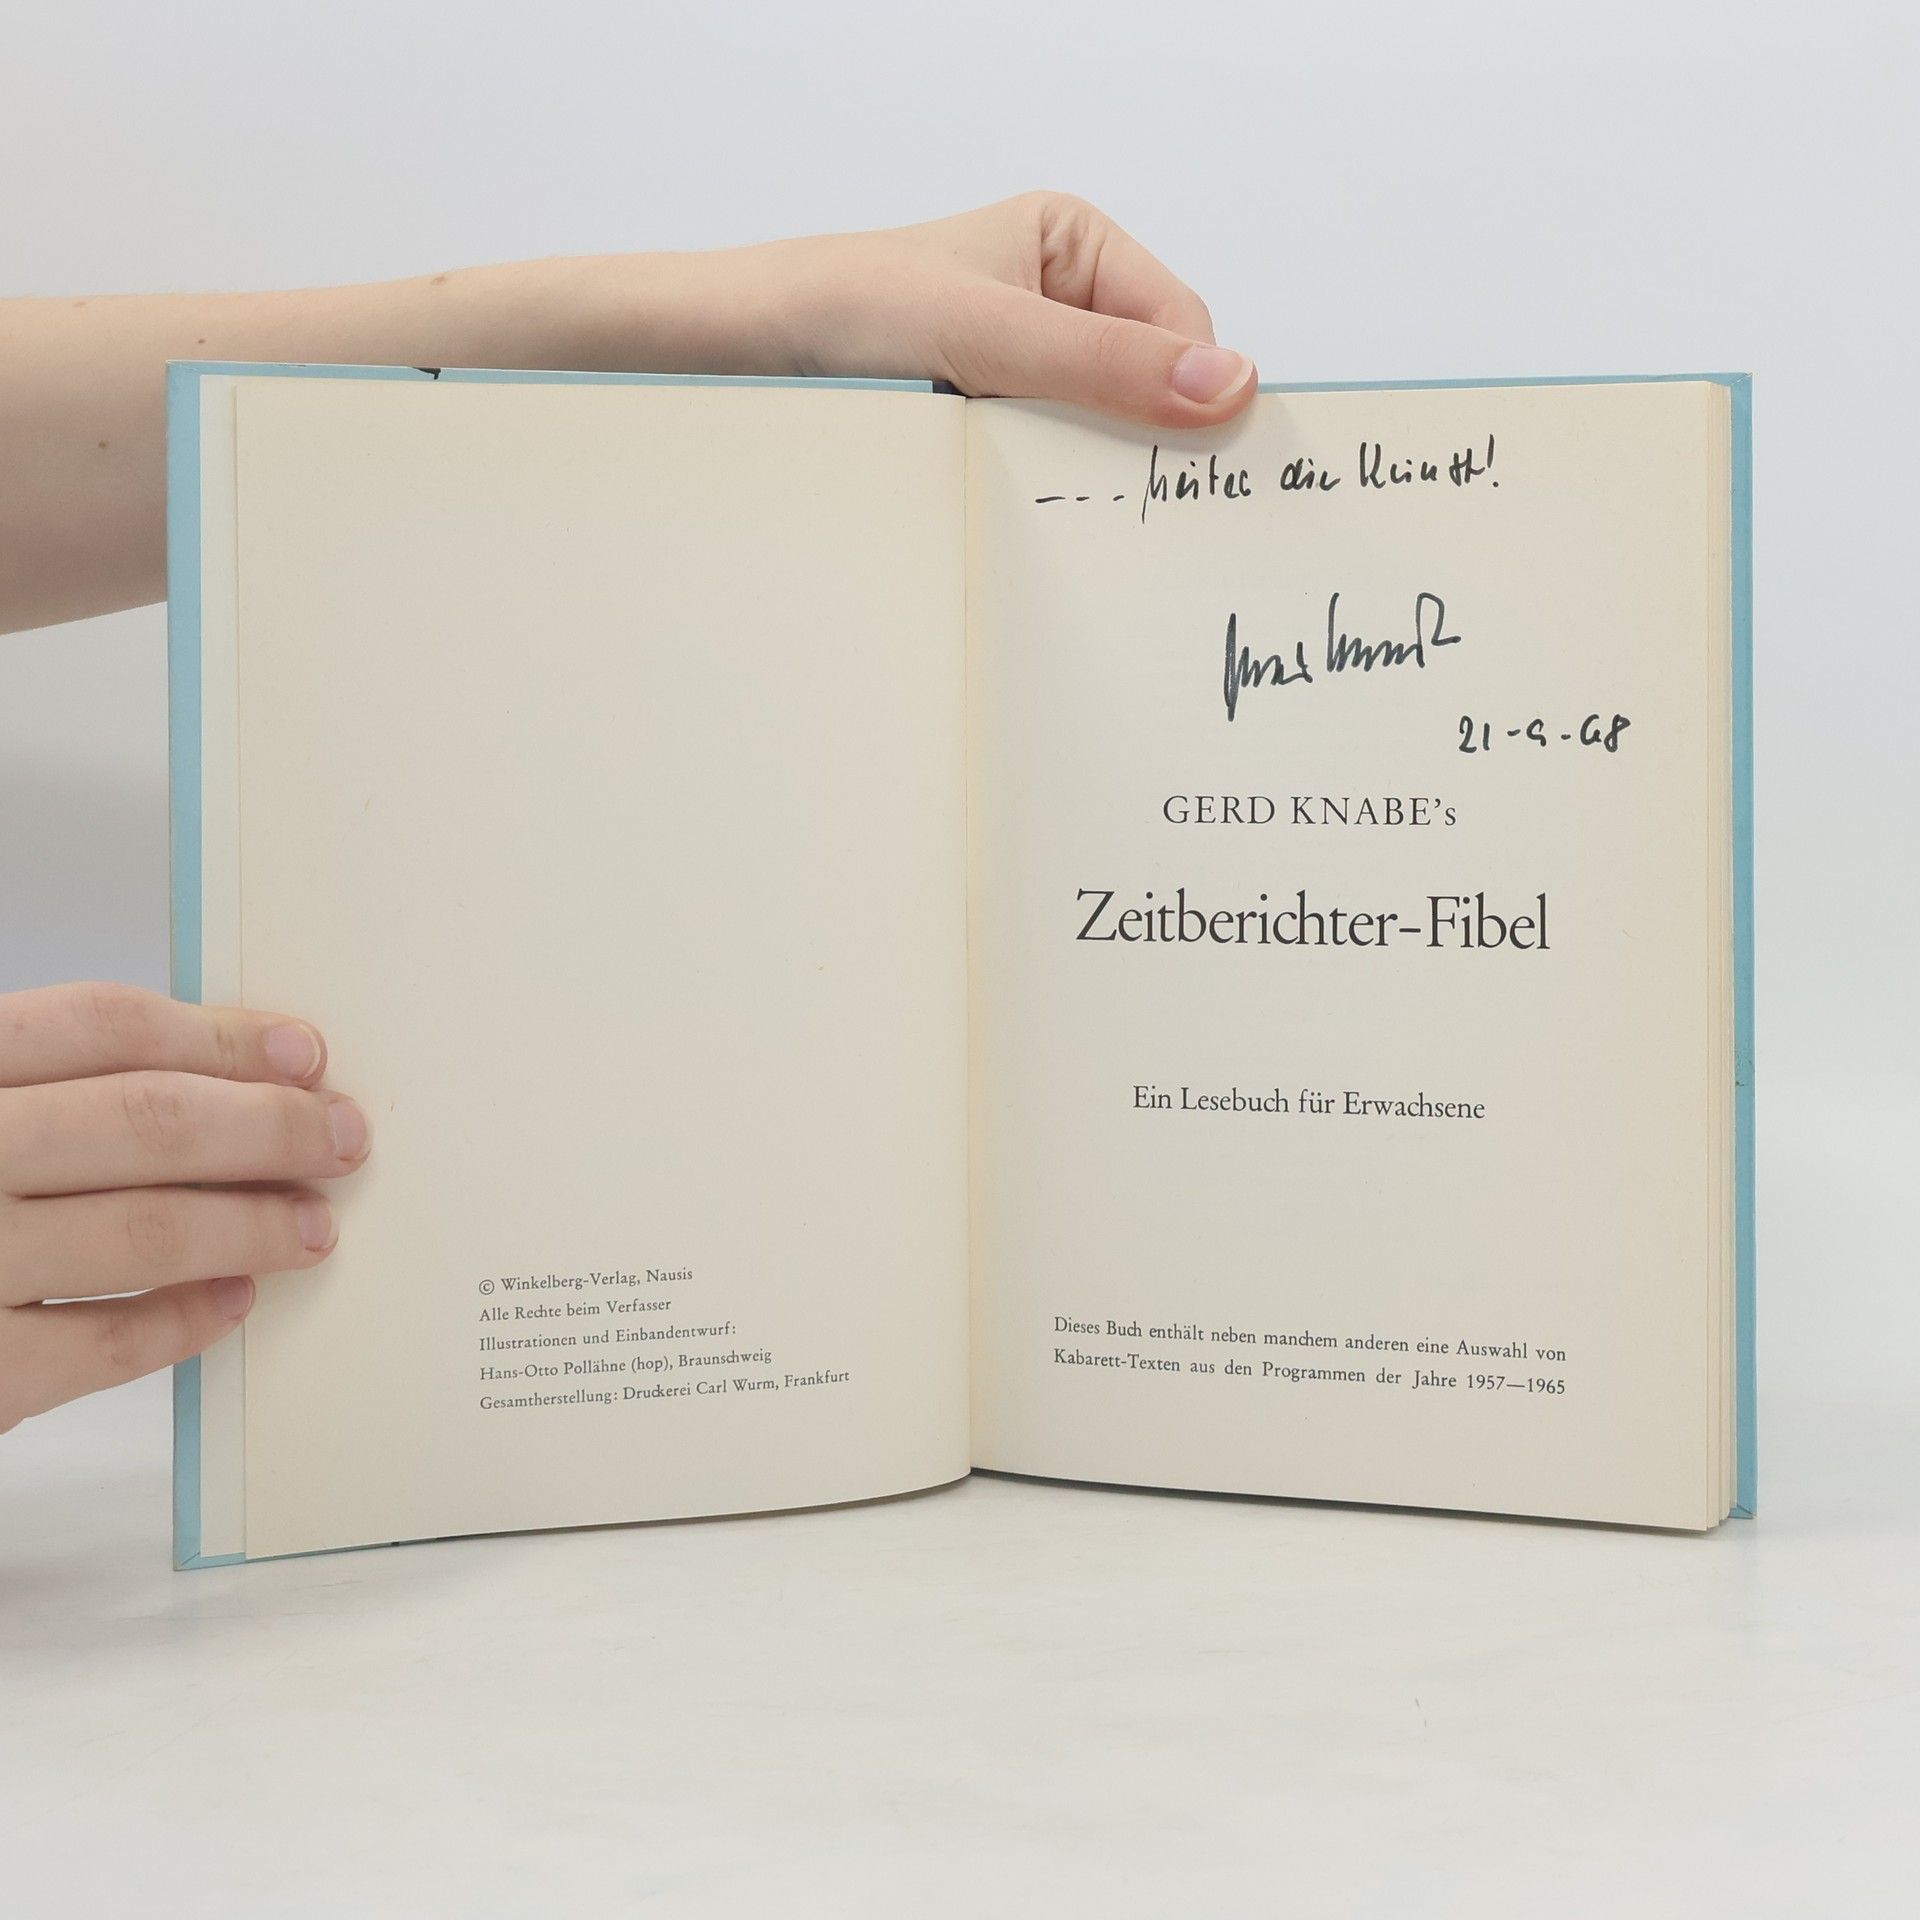 © Winkelberg-Verlag, Nausis
Alle Rechte beim Verfasser
Illustrationen und Einbandentwurf:
Hans-Otto Pollähne (hop), Braunschweig
Gesamtherstellung: Druckerei Carl Wurm, Frankfurt
--- heiter die Kunst!
21-9-68
GERD KNABE's
Zeitberichter-Fibel
Ein Lesebuch für Erwachsene
Dieses Buch enthält neben manchem anderen eine Auswahl von
Kabarett-Texten aus den Programmen der Jahre 1957—1965